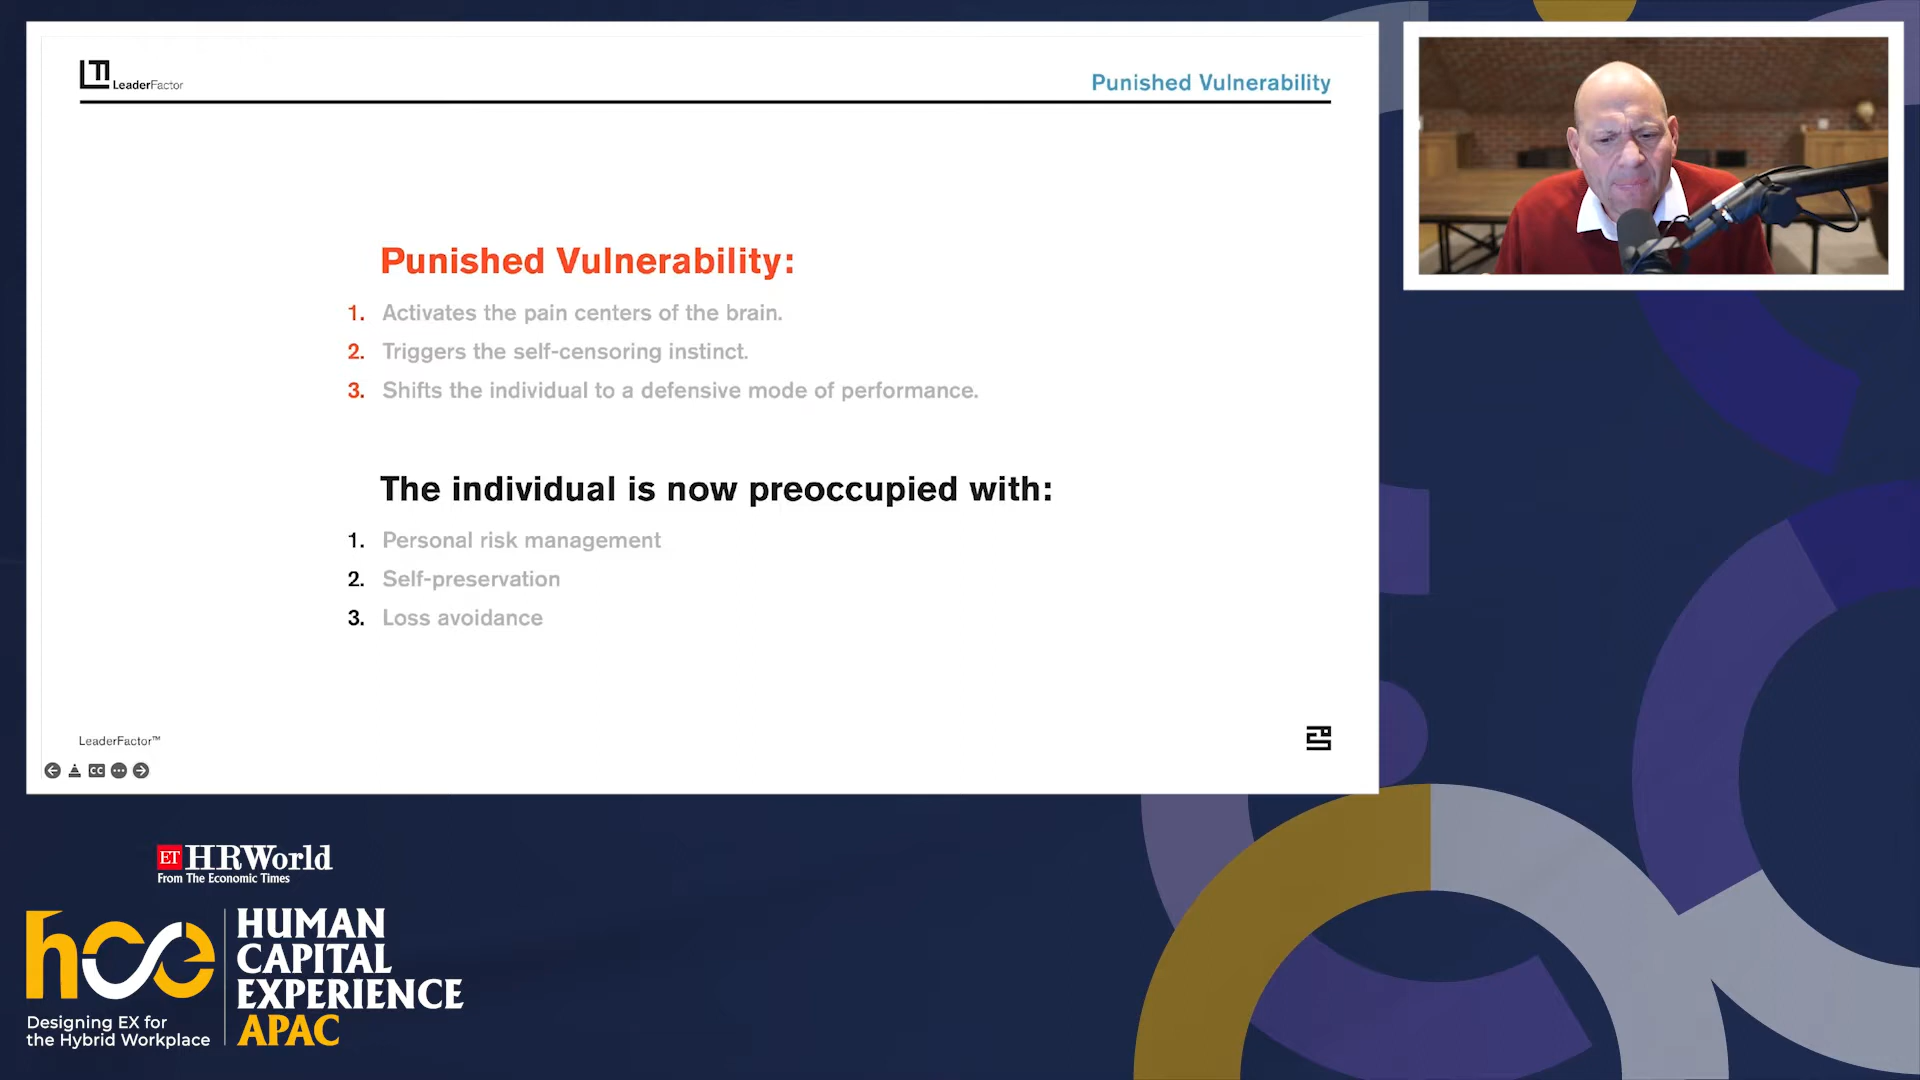 LeaderFactor
Punished Vulnerability
Punished Vulnerability:
1. Activates the pain centers of the brain.
2. Triggers the self-censoring instinct.
3. Shifts the individual to a defensive mode of performance.
The individual is now preoccupied with:
1. Personal risk management
2. Self-preservation
3. Loss avoidance
LeaderFactor™
CC
ET HRWorld
From The Economic Times
hce
HUMAN
CAPITAL
EXPERIENCE
APAC
Designing EX for
the Hybrid Workplace